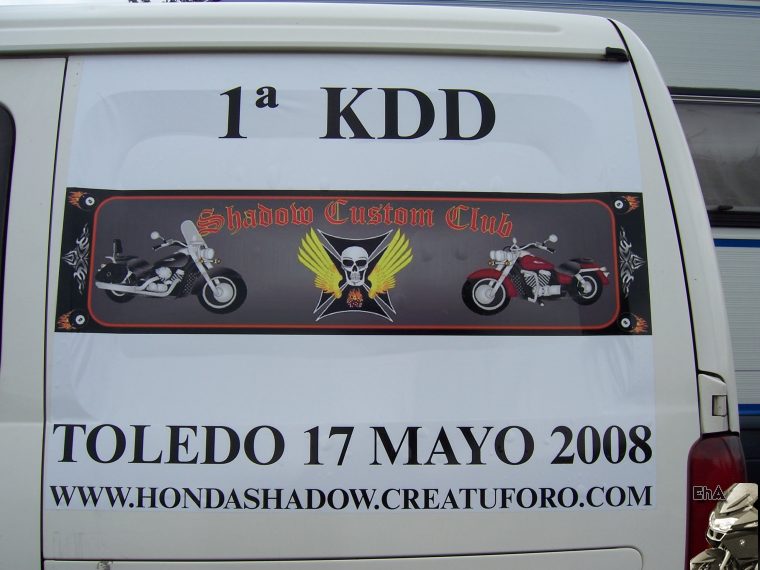 1ª KDD
Shadow Custom Club
TOLEDO 17 MAYO 2008
WWW.HONDASHADOW.CREATUFORO.COM
EhA